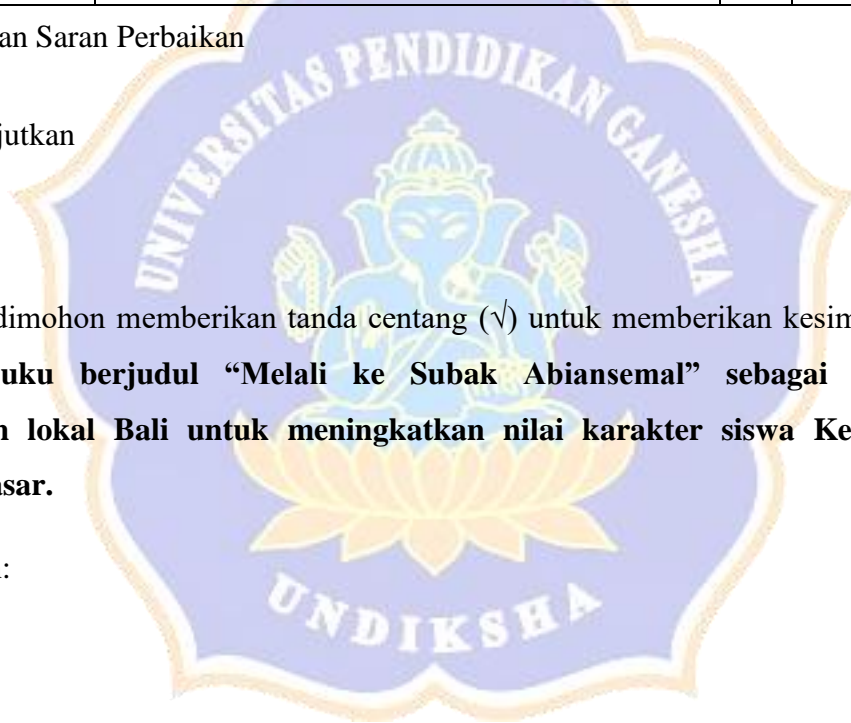 an Saran Perbaikan
UNIVERSITAS PENDIDIKAN GANESHA
jutkan
dimohon memberikan tanda centang (√) untuk memberikan kesim
uku berjudul “Melali ke Subak Abiansemal” sebagai
n lokal Bali untuk meningkatkan nilai karakter siswa Ke
asar.
:
UNDIKSHA